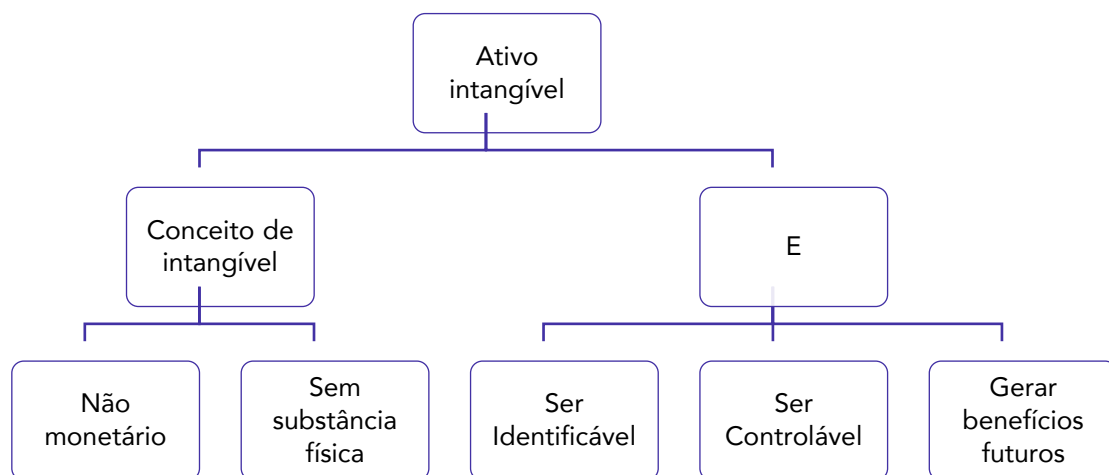 Ativo
intangível
Conceito de
intangível
E
Não
monetário
Sem
substância
física
Ser
Identificável
Ser
Controlável
Gerar
benefícios
futuros